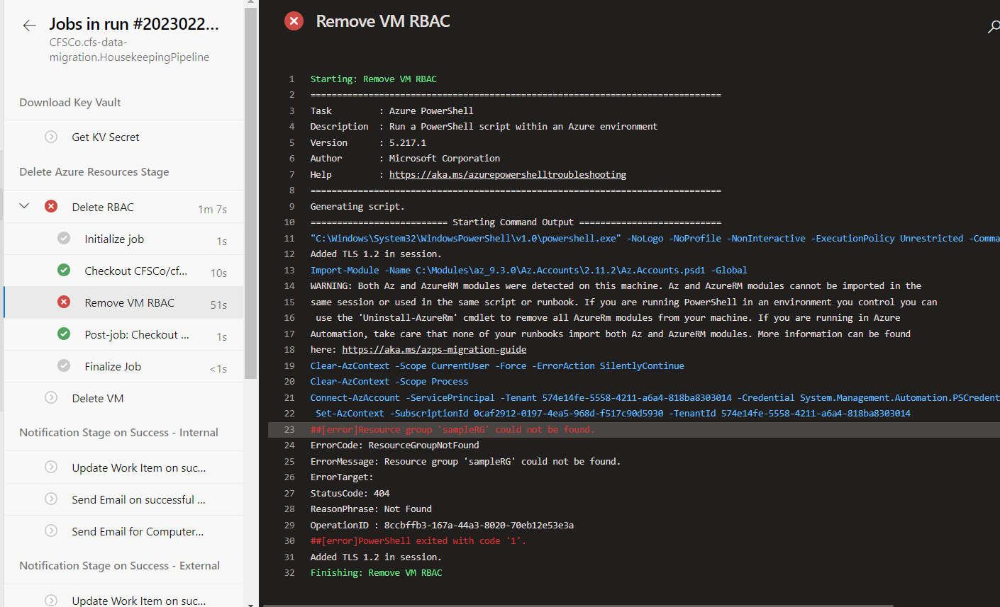 Jobs in run #2023022...
CFSCo.cfs-data-
migration.HousekeepingPipeline
Download Key Vault
Get KV Secret
Delete Azure Resources Stage
Delete RBAC 1m 7s
Initialize job 1s
Checkout CFSCo/cf... 10s
Remove VM RBAC 51s
Post-job: Checkout ... 1s
Finalize Job <1s
Delete VM
Notification Stage on Success - Internal
Update Work Item on suc...
Send Email on successful ...
Send Email for Computer...
Notification Stage on Success - External
Update Work Item on suc...
Remove VM RBAC
1 Starting: Remove VM RBAC
2 ==============================================================================
3 Task : Azure PowerShell
4 Description : Run a PowerShell script within an Azure environment
5 Version : 5.217.1
6 Author : Microsoft Corporation
7 Help : https://aka.ms/azurepowershelltroubleshooting
8 ==============================================================================
9 Generating script.
10 ========================== Starting Command Output ===========================
11 "C:\Windows\System32\WindowsPowerShell\v1.0\powershell.exe" -NoLogo -NoProfile -NonInteractive -ExecutionPolicy Unrestricted -Comma
12 Added TLS 1.2 in session.
13 Import-Module -Name C:\Modules\az_9.3.0\Az.Accounts\2.11.2\Az.Accounts.psd1 -Global
14 WARNING: Both Az and AzureRM modules were detected on this machine. Az and AzureRM modules cannot be imported in the
15 same session or used in the same script or runbook. If you are running PowerShell in an environment you control you can
16 use the 'Uninstall-AzureRm' cmdlet to remove all AzureRm modules from your machine. If you are running in Azure
17 Automation, take care that none of your runbooks import both Az and AzureRM modules. More information can be found
18 here: https://aka.ms/azps-migration-guide
19 Clear-AzContext -Scope CurrentUser -Force -ErrorAction SilentlyContinue
20 Clear-AzContext -Scope Process
21 Connect-AzAccount -ServicePrincipal -Tenant 574e14fe-5558-4211-a6a4-818ba8303014 -Credential System.Management.Automation.PSCredent
22 Set-AzContext -SubscriptionId 0caf2912-0197-4ea5-968d-f517c90d5930 -TenantId 574e14fe-5558-4211-a6a4-818ba8303014
23 ##[error]Resource group 'sampleRG' could not be found.
24 ErrorCode: ResourceGroupNotFound
25 ErrorMessage: Resource group 'sampleRG' could not be found.
26 ErrorTarget:
27 StatusCode: 404
28 ReasonPhrase: Not Found
29 OperationID : 8ccbffb3-167a-44a3-8020-70eb12e53e3a
30 ##[error]PowerShell exited with code '1'.
31 Added TLS 1.2 in session.
32 Finishing: Remove VM RBAC